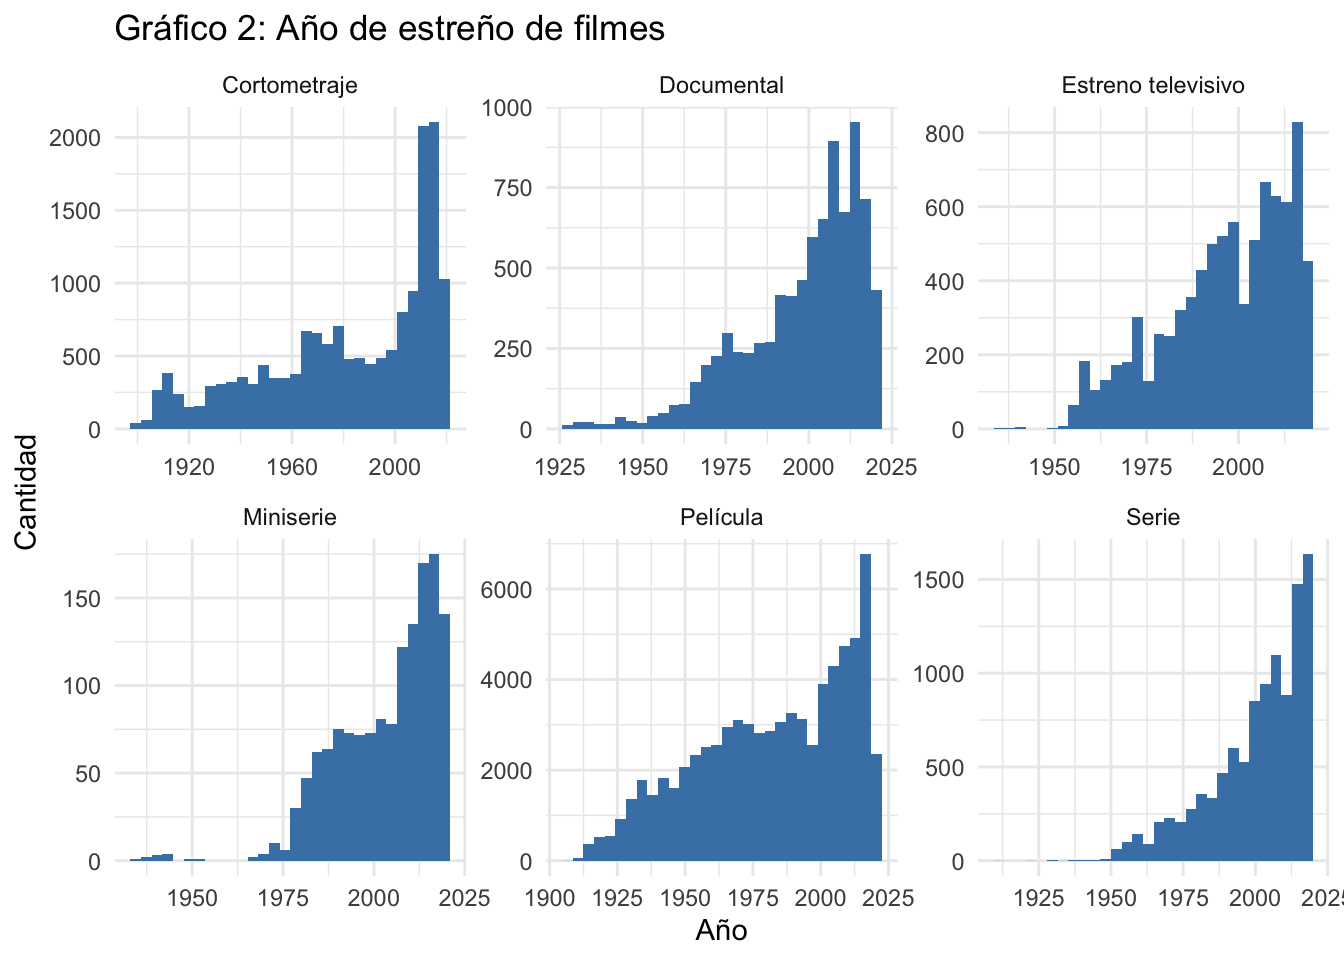 Gráfico 2: Año de estreño de filmes
Cortometraje
Documental
Estreno televisivo
2000
1500
1000
500
0
1920 1960 2000
1000
750
500
250
0
1925 1950 1975 2000 2025
800
600
400
200
0
1950 1975 2000
Cantidad
Miniserie
Película
Serie
150
100
50
0
1950 1975 2000 2025
6000
4000
2000
0
1900 1925 1950 1975 2000 2025
1500
1000
500
0
1925 1950 1975 2000 202
Año